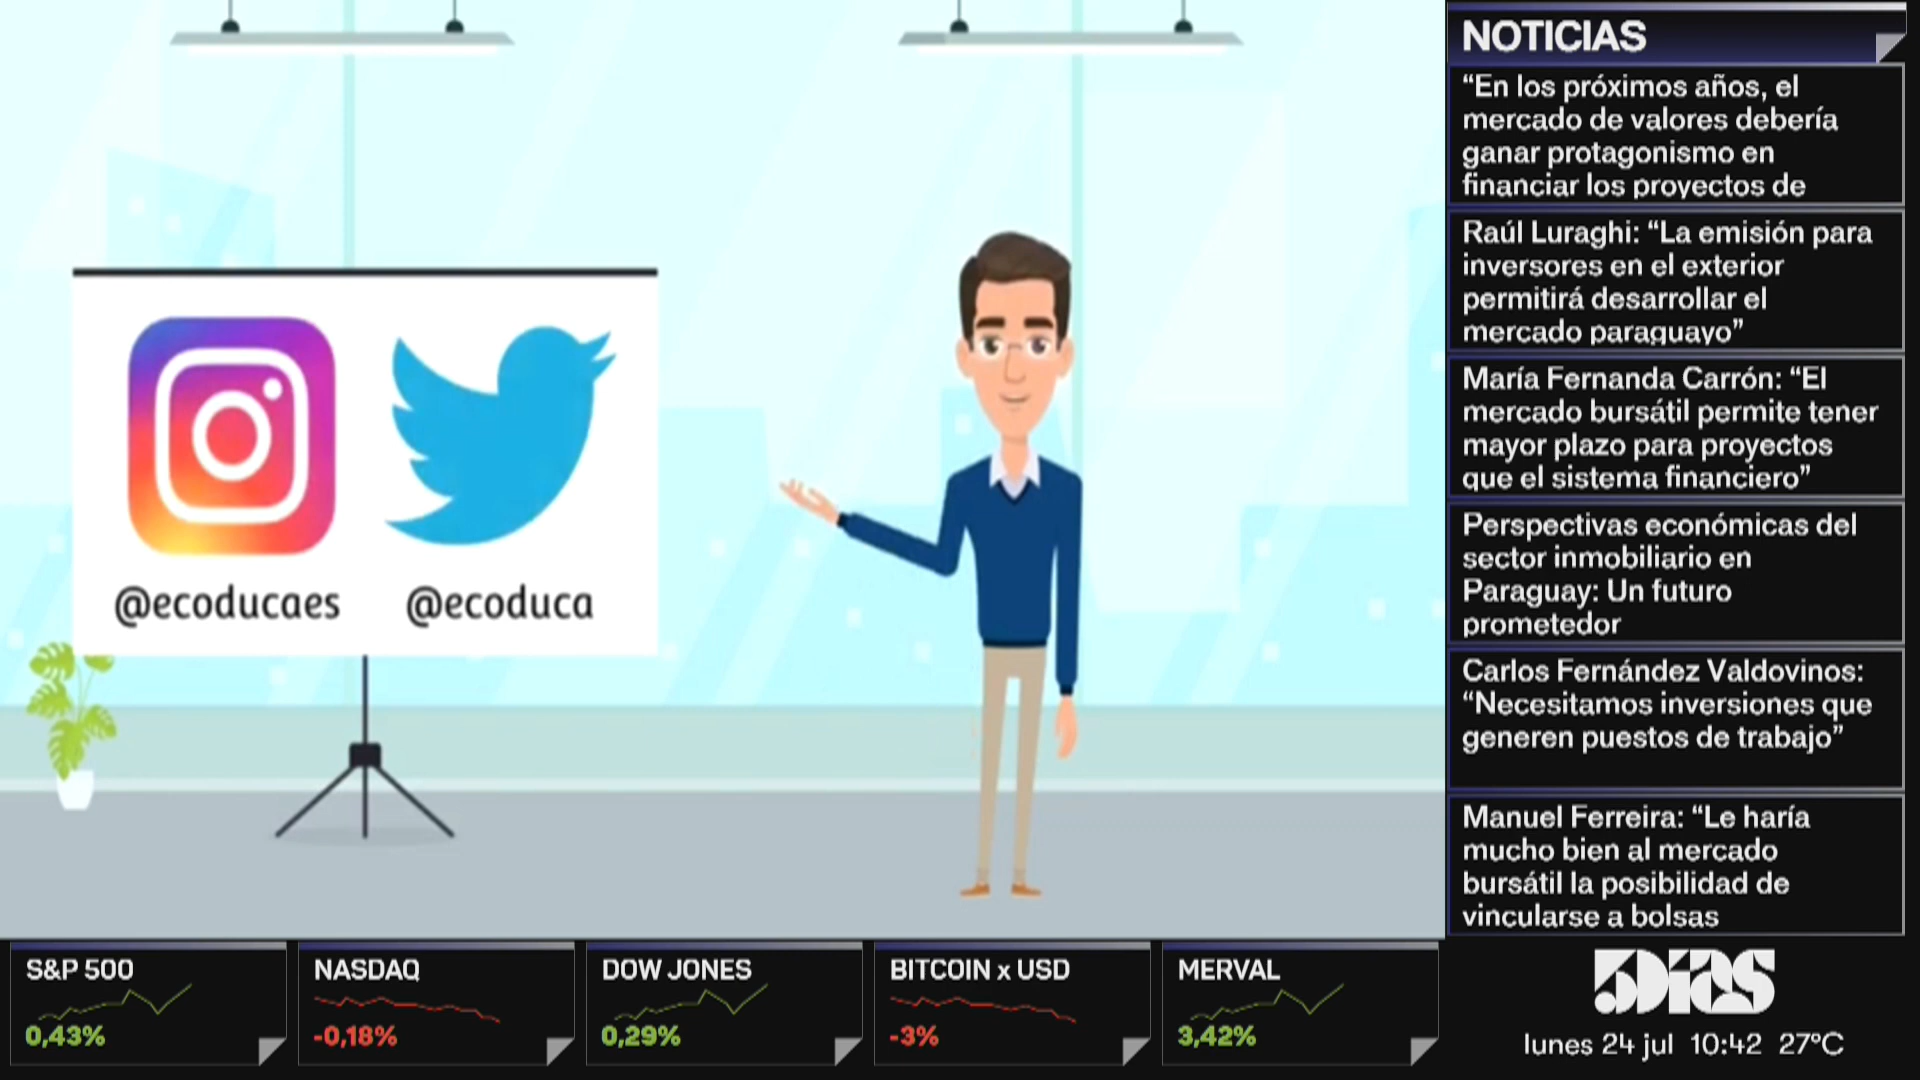 @ecoducaes @ecoduca
NOTICIAS
“En los próximos años, el
mercado de valores debería
ganar protagonismo en
financiar los proyectos de
Raúl Luraghi: “La emisión para
inversores en el exterior
permitirá desarrollar el
mercado paraguayo”
María Fernanda Carrón: “El
mercado bursátil permite tener
mayor plazo para proyectos
que el sistema financiero”
Perspectivas económicas del
sector inmobiliario en
Paraguay: Un futuro
prometedor
Carlos Fernández Valdovinos:
“Necesitamos inversiones que
generen puestos de trabajo”
Manuel Ferreira: “Le haría
mucho bien al mercado
bursátil la posibilidad de
vincularse a bolsas
S&P 500
0,43%
NASDAQ
-0,18%
DOW JONES
0,29%
BITCOIN x USD
-3%
MERVAL
3,42%
5Días
lunes 24 jul 10:42 27°C